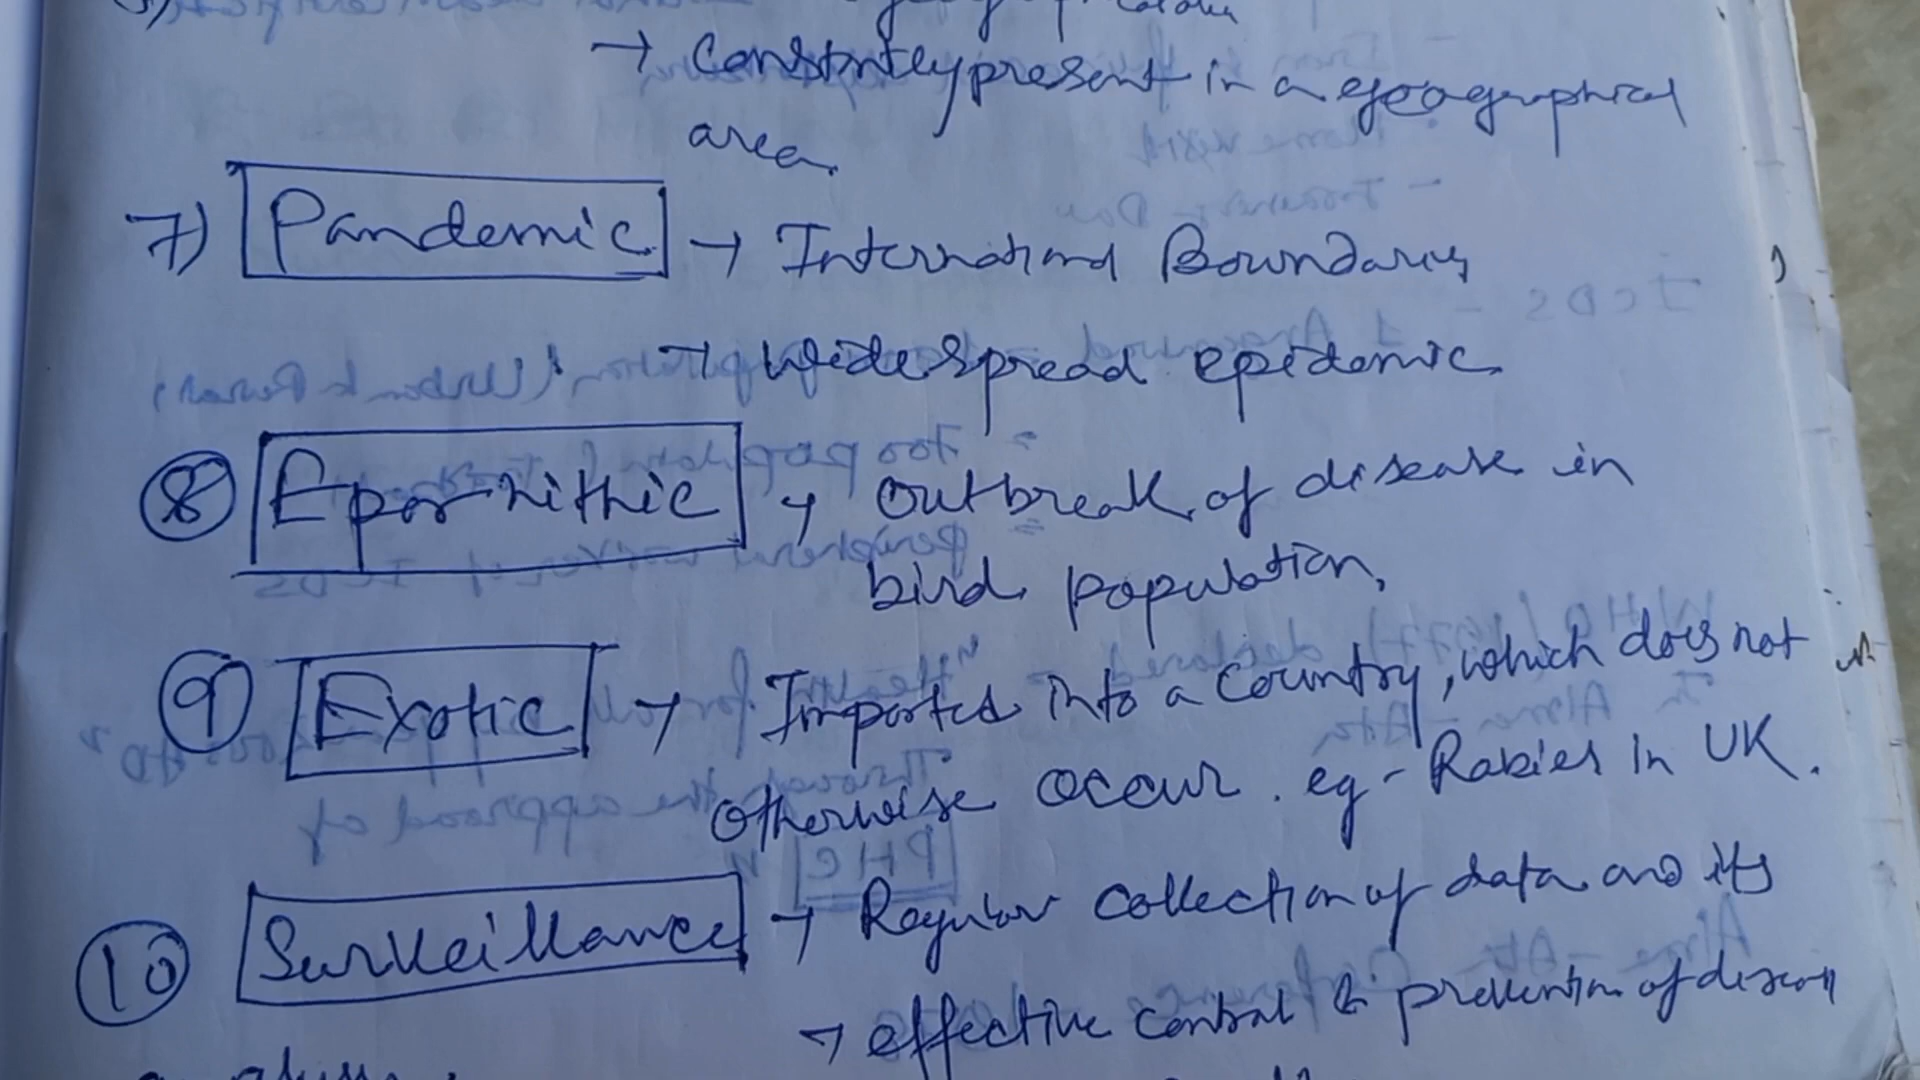 → Constantly present in a geographical
area
7) Pandemic → International Boundaries
→ Widespread epidemic
⑧ Epornithic → Outbreak of disease in
bird population,
⑨ Exotic → Imported into a country, which does not
otherwise occur. eg - Rabies in UK.
⑩ Surveillance → Regular collection of data and its
→ effective control & prevention of disease